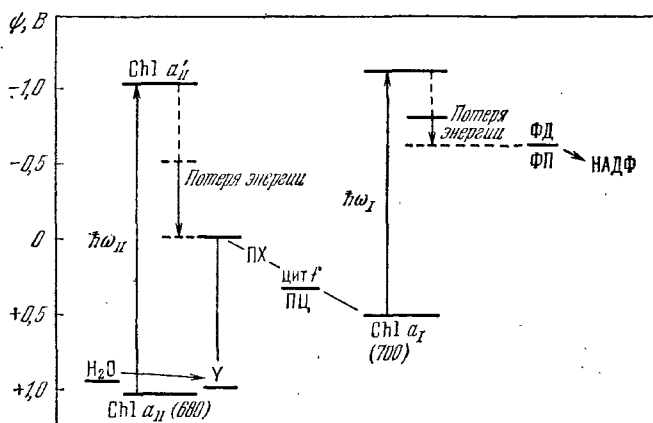 ψ, В
−1,0
−0,5
0
+0,5
+1,0
Chl a'II
Потеря энергии
ħωII
ПХ
цит f
ПЦ
H2O
Y
Chl aII (680)
Потеря
энергии
ħωI
ФД
ФП
НАДФ
Chl aI
(700)